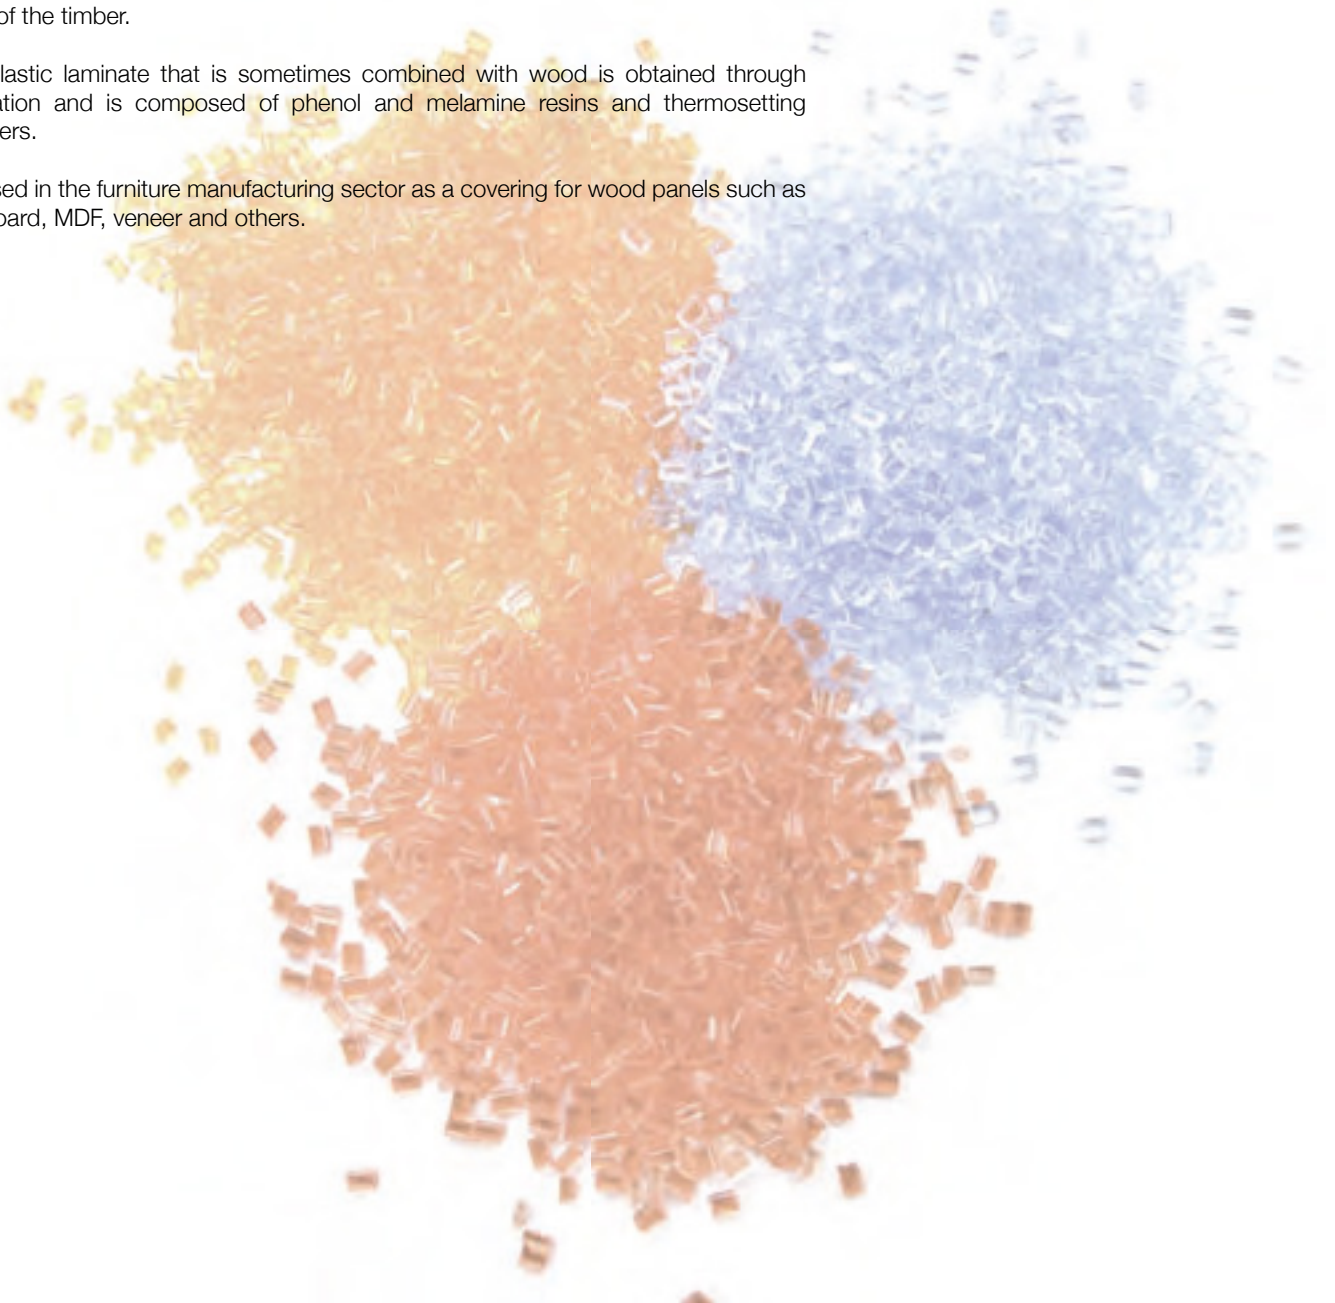 of the timber.
lastic laminate that is sometimes combined with wood is obtained through
ation and is composed of phenol and melamine resins and thermosetting
ers.
sed in the furniture manufacturing sector as a covering for wood panels such as
oard, MDF, veneer and others.